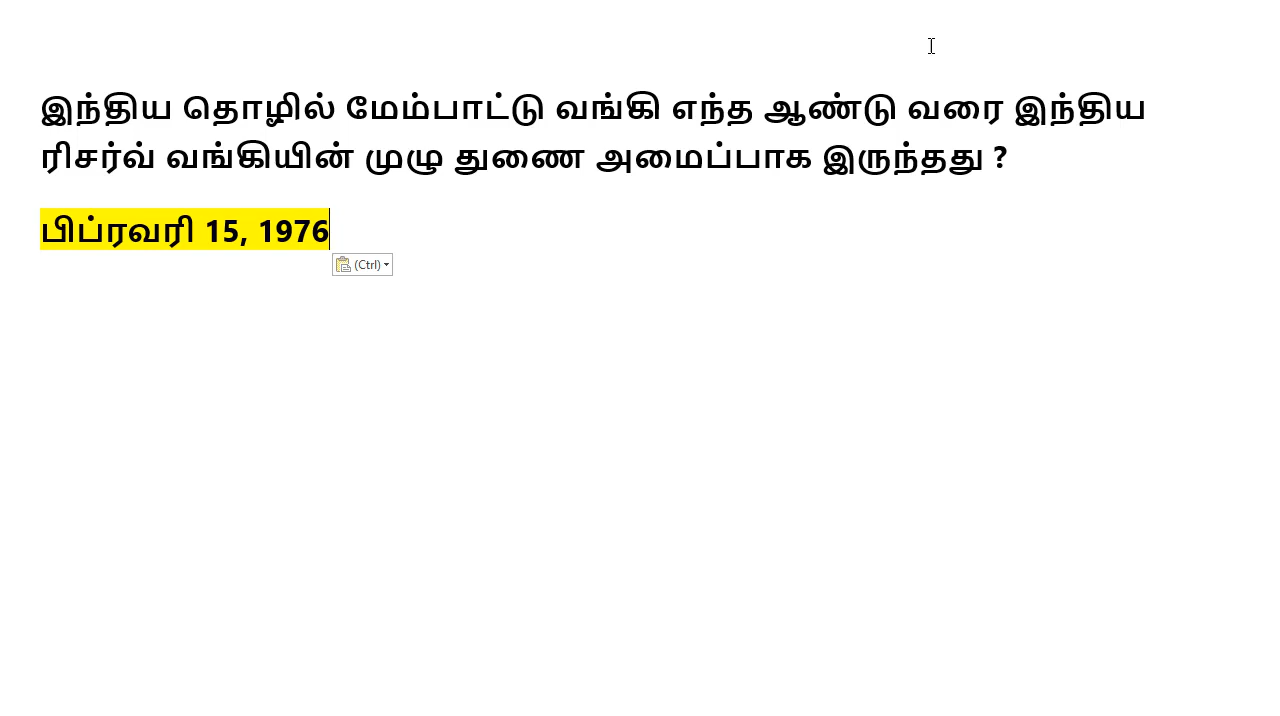 இந்திய தொழில் மேம்பாட்டு வங்கி எந்த ஆண்டு வரை இந்திய
ரிசர்வ் வங்கியின் முழு துணை அமைப்பாக இருந்தது ?
பிப்ரவரி 15, 1976
(Ctrl)